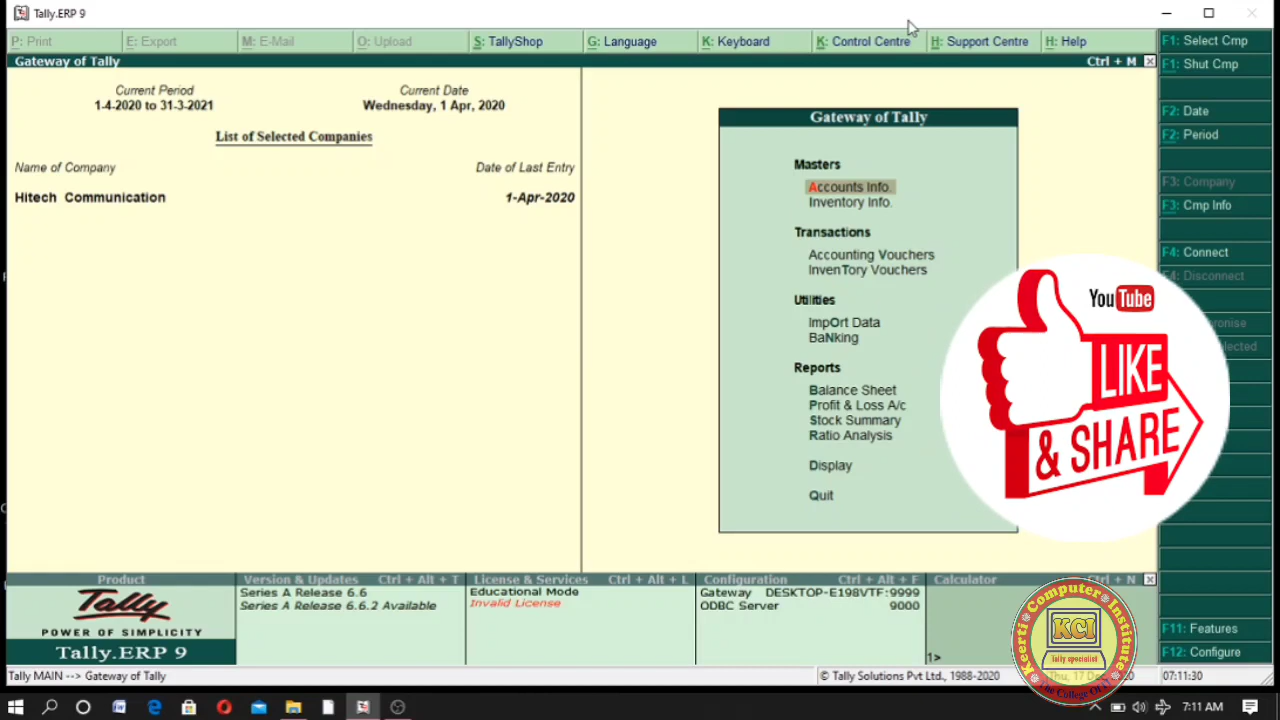 Tally.ERP 9
P: Print
E: Export
M: E-Mail
O: Upload
S: TallyShop
G: Language
K: Keyboard
K: Control Centre
H: Support Centre
H: Help
Gateway of Tally
Ctrl + M
Current Period
1-4-2020 to 31-3-2021
Current Date
Wednesday, 1 Apr, 2020
List of Selected Companies
Name of Company
Date of Last Entry
Hitech Communication
1-Apr-2020
Gateway of Tally
Masters
Accounts Info.
Inventory Info.
Transactions
Accounting Vouchers
InvenTory Vouchers
Utilities
ImpOrt Data
BaNking
Reports
Balance Sheet
Profit & Loss A/c
Stock Summary
Ratio Analysis
Display
Quit
F1: Select Cmp
F1: Shut Cmp
F2: Date
F2: Period
F3: Company
F3: Cmp Info
F4: Connect
F4: Disconnect
F11: Features
F12: Configure
YouTube
LIKE
& SHARE
Product
Tally
POWER OF SIMPLICITY
Tally.ERP 9
Version & Updates
Ctrl + Alt + T
Series A Release 6.6
Series A Release 6.6.2 Available
License & Services
Ctrl + Alt + L
Educational Mode
Invalid License
Configuration
Ctrl + Alt + F
Gateway DESKTOP-E198VTF:9999
ODBC Server 9000
Calculator
Ctrl + N
1>
Keerti Computer Institute
KCI
Tally specialist
The College Of IT
Tally MAIN --> Gateway of Tally
© Tally Solutions Pvt Ltd., 1988-2020
Thu, 17
07:11:30
7:11 AM